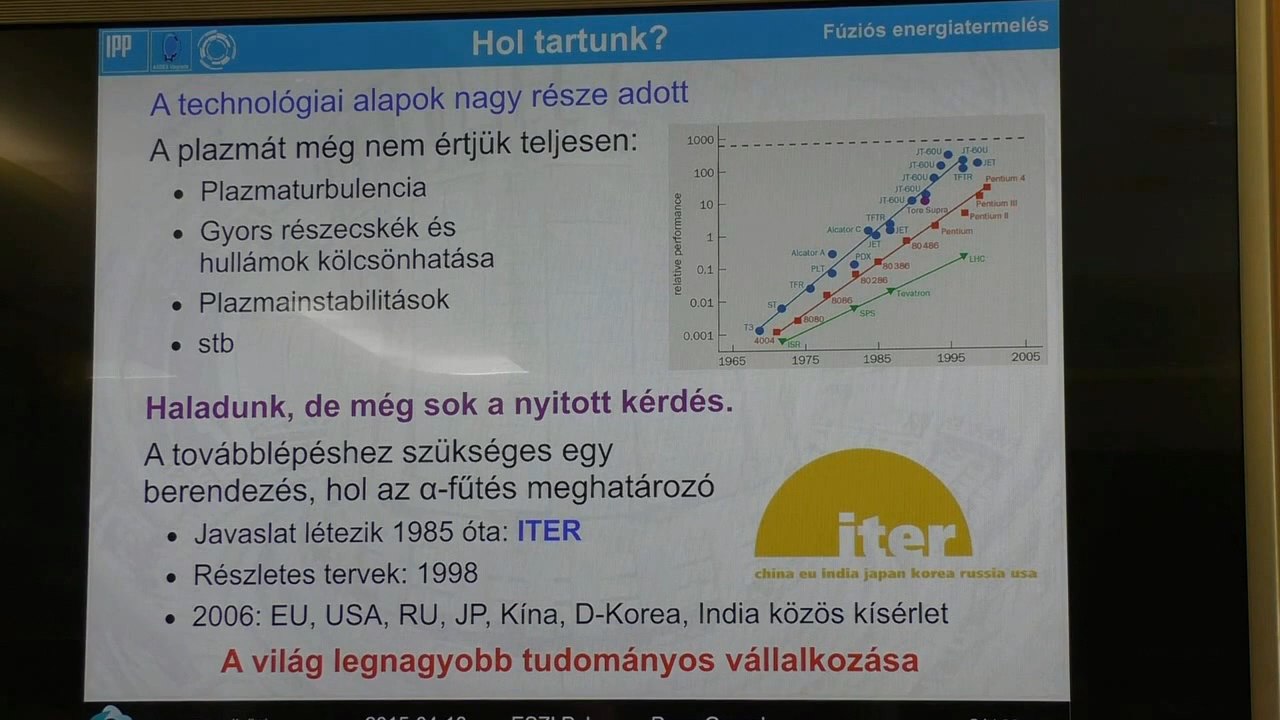 IPP
Hol tartunk?
Fúziós energiatermelés
A technológiai alapok nagy része adott
A plazmát még nem értjük teljesen:
• Plazmaturbulencia
• Gyors részecskék és
hullámok kölcsönhatása
• Plazmainstabilitások
• stb
relative performance
1000
100
10
1
0.1
0.01
0.001
1965
1975
1985
1995
2005
T3
ST
TFR
PLT
Alcator A
PDX
Alcator C
TFTR
JET
JET
JT-60U
JT-60U
JT-60U
JT-60U
JT-60U
JT-60U
JET
TFTR
Tore Supra
4004
8080
8086
80286
80386
80486
Pentium
Pentium II
Pentium III
Pentium 4
ISR
SPS
Tevatron
LHC
Haladunk, de még sok a nyitott kérdés.
A továbblépéshez szükséges egy
berendezés, hol az α-fűtés meghatározó
• Javaslat létezik 1985 óta: ITER
• Részletes tervek: 1998
• 2006: EU, USA, RU, JP, Kína, D-Korea, India közös kísérlet
iter
china eu india japan korea russia usa
A világ legnagyobb tudományos vállalkozása